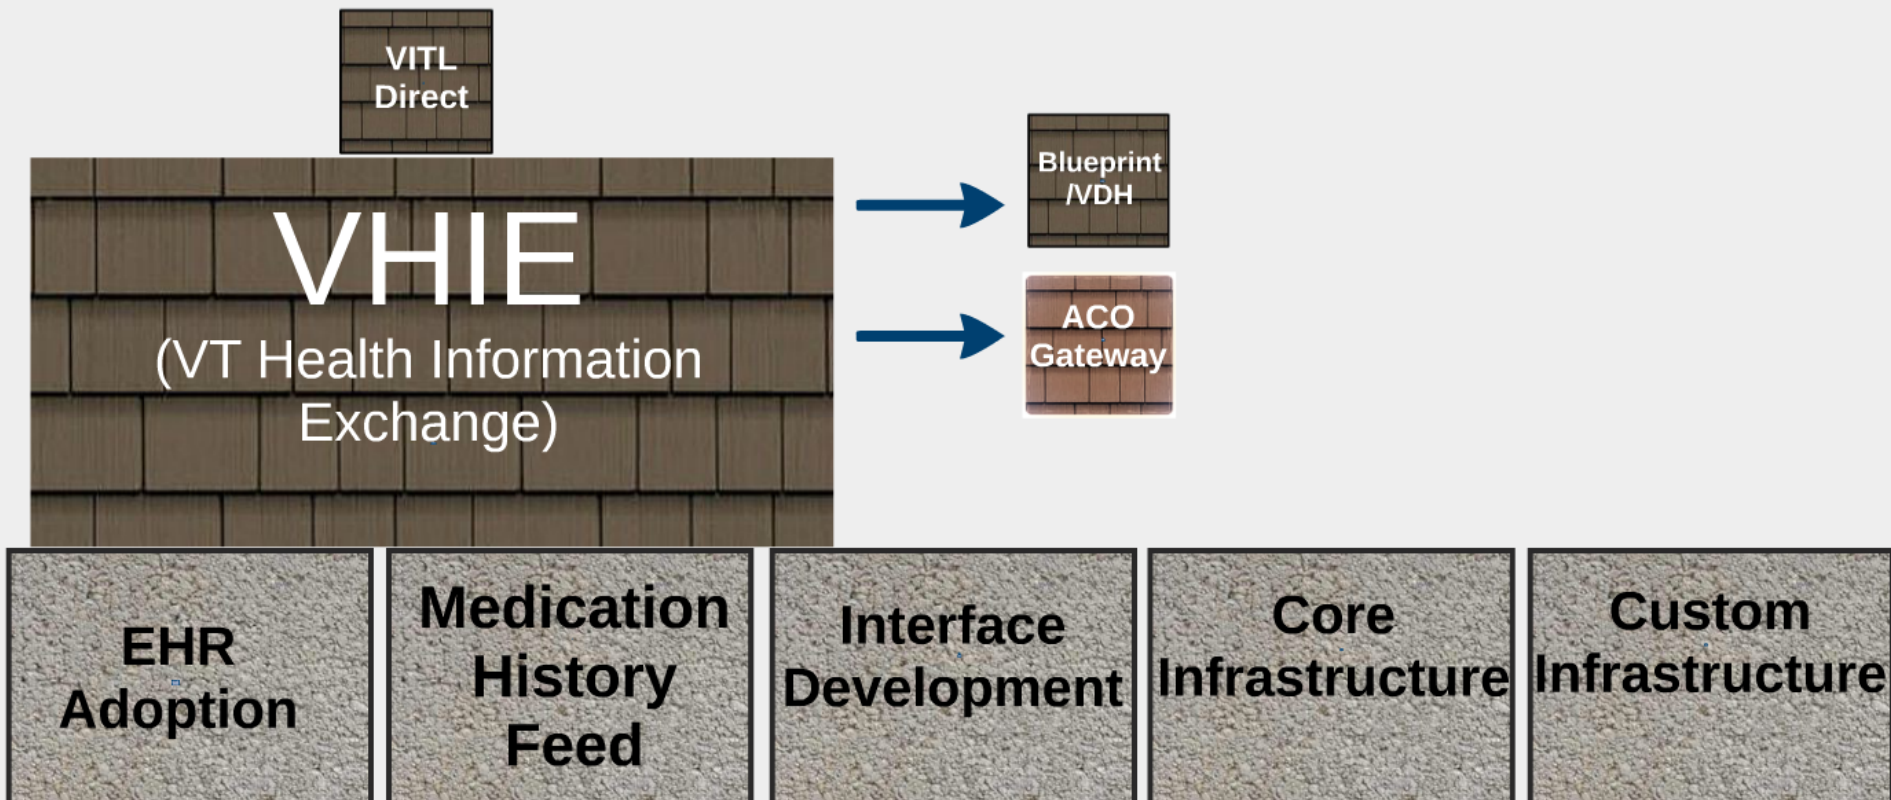 VITL
Direct
VHIE
(VT Health Information
Exchange)
Blueprint
/VDH
ACO
Gateway
EHR
Adoption
Medication
History
Feed
Interface
Development
Core
Infrastructure
Custom
Infrastructure